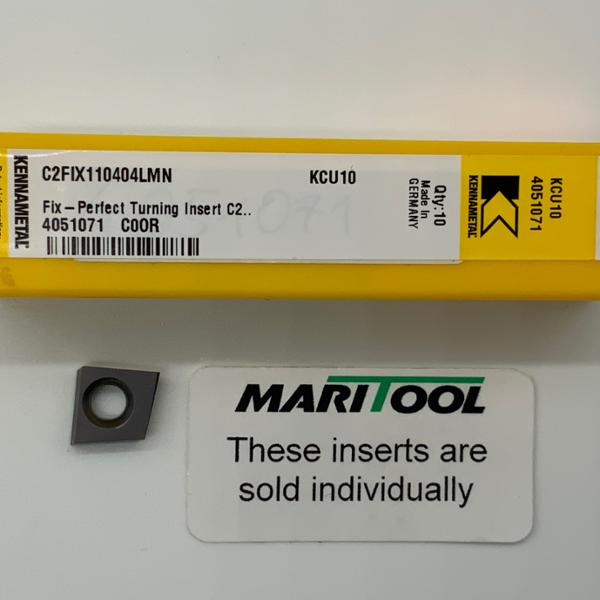 KENNAMETAL
C2FIX110404LMN KCU10
Fix-Perfect Turning Insert C2..
4051071 C0OR
Qty:10
Made In
GERMANY
KENNAMETAL
KCU10
4051071
MARITOOL
These inserts are
sold individually